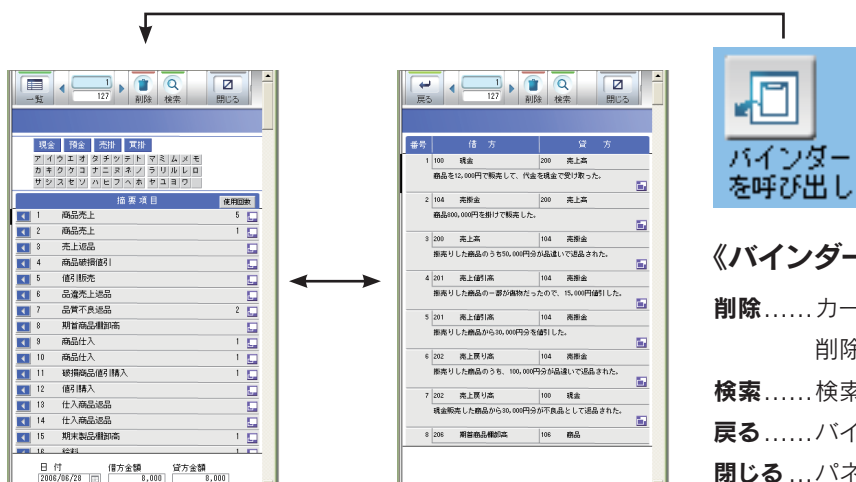 一覧
1
127
削除
検索
閉じる
現金 預金 売掛 買掛
アイウエオタチツテトマミムメモ
カキクケコナニヌネノラリルレロ
サシスセソハヒフヘホヤユヨワ
摘要項目 使用回数
1 商品売上 5
2 商品売上 1
3 売上返品
4 商品破損値引
5 値引販売
6 品違売上返品
7 品質不良返品 2
8 期首商品棚卸高
9 商品仕入 1
10 商品仕入 1
11 破損商品値引購入 1
12 値引購入
13 仕入商品返品
14 仕入商品返品
15 期末製品棚卸高 1
16 給料 1
日付 借方金額 貸方金額
2006/06/28 8,000 8,000
戻る
1
127
削除
検索
閉じる
番号 借方 貸方
1 100 現金 200 売上高
商品を12,000円で販売して、代金を現金で受け取った。
2 104 売掛金 200 売上高
商品800,000円を掛けで販売した。
3 200 売上高 104 売掛金
掛売りした商品のうち50,000円分が品違いで返品された。
4 201 売上値引高 104 売掛金
掛売りした商品の一部が傷物だったので、15,000円値引した。
5 201 売上値引高 104 売掛金
掛売りした商品から30,000円分を値引した。
6 202 売上戻り高 104 売掛金
掛売りした商品のうち、100,000円分が品違いで返品された。
7 202 売上戻り高 100 現金
現金販売した商品から30,000円分が不良品として返品された。
8 206 期首商品棚卸高 106 商品
バインダー
を呼び出し
《バインダー
削除……カー
削除
検索……検索
戻る……バイ
閉じる…パネ